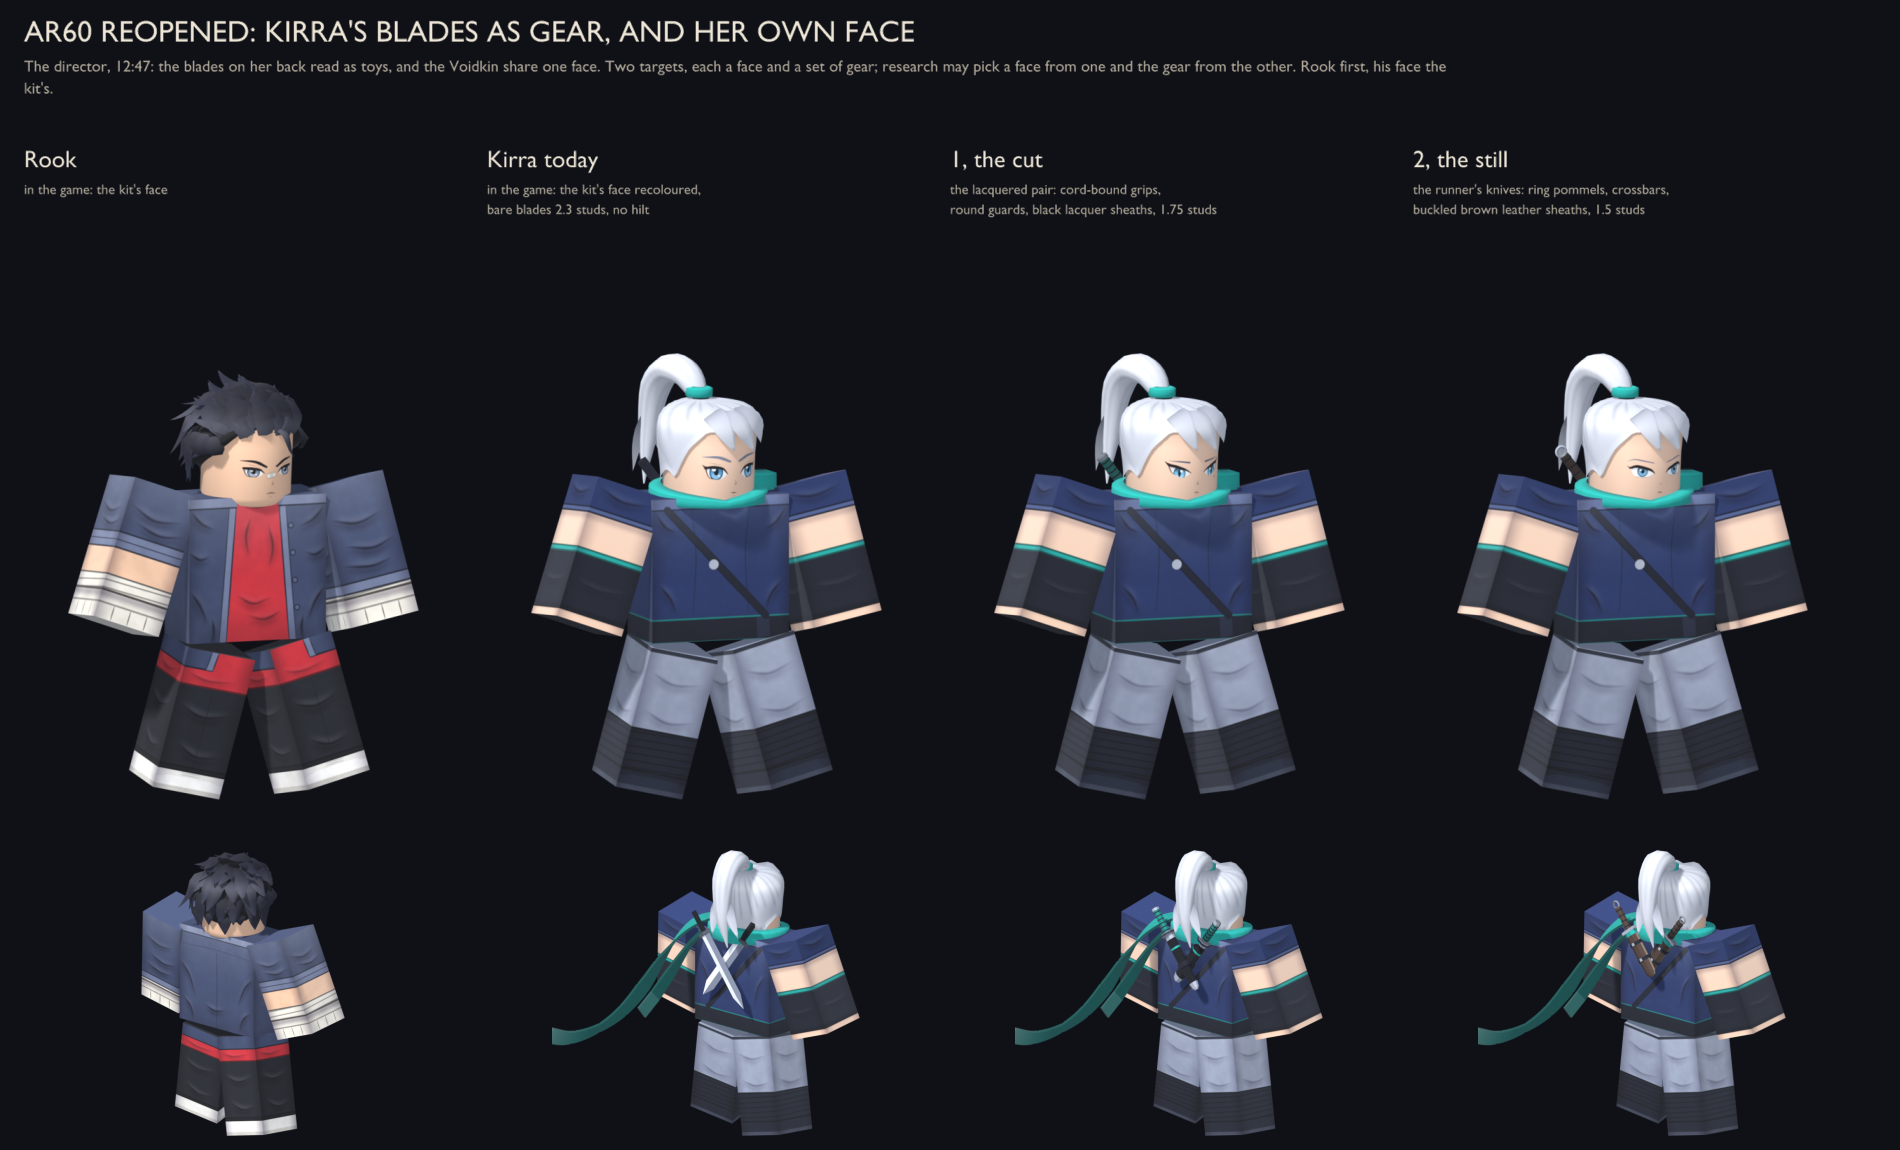 AR60 REOPENED: KIRRA'S BLADES AS GEAR, AND HER OWN FACE
The director, 12:47: the blades on her back read as toys, and the Voidkin share one face. Two targets, each a face and a set of gear; research may pick a face from one and the gear from the other. Rook first, his face the
kit's.
Rook
in the game: the kit's face
Kirra today
in the game: the kit's face recoloured,
bare blades 2.3 studs, no hilt
1, the cut
the lacquered pair: cord-bound grips,
round guards, black lacquer sheaths, 1.75 studs
2, the still
the runner's knives: ring pommels, crossbars,
buckled brown leather sheaths, 1.5 studs